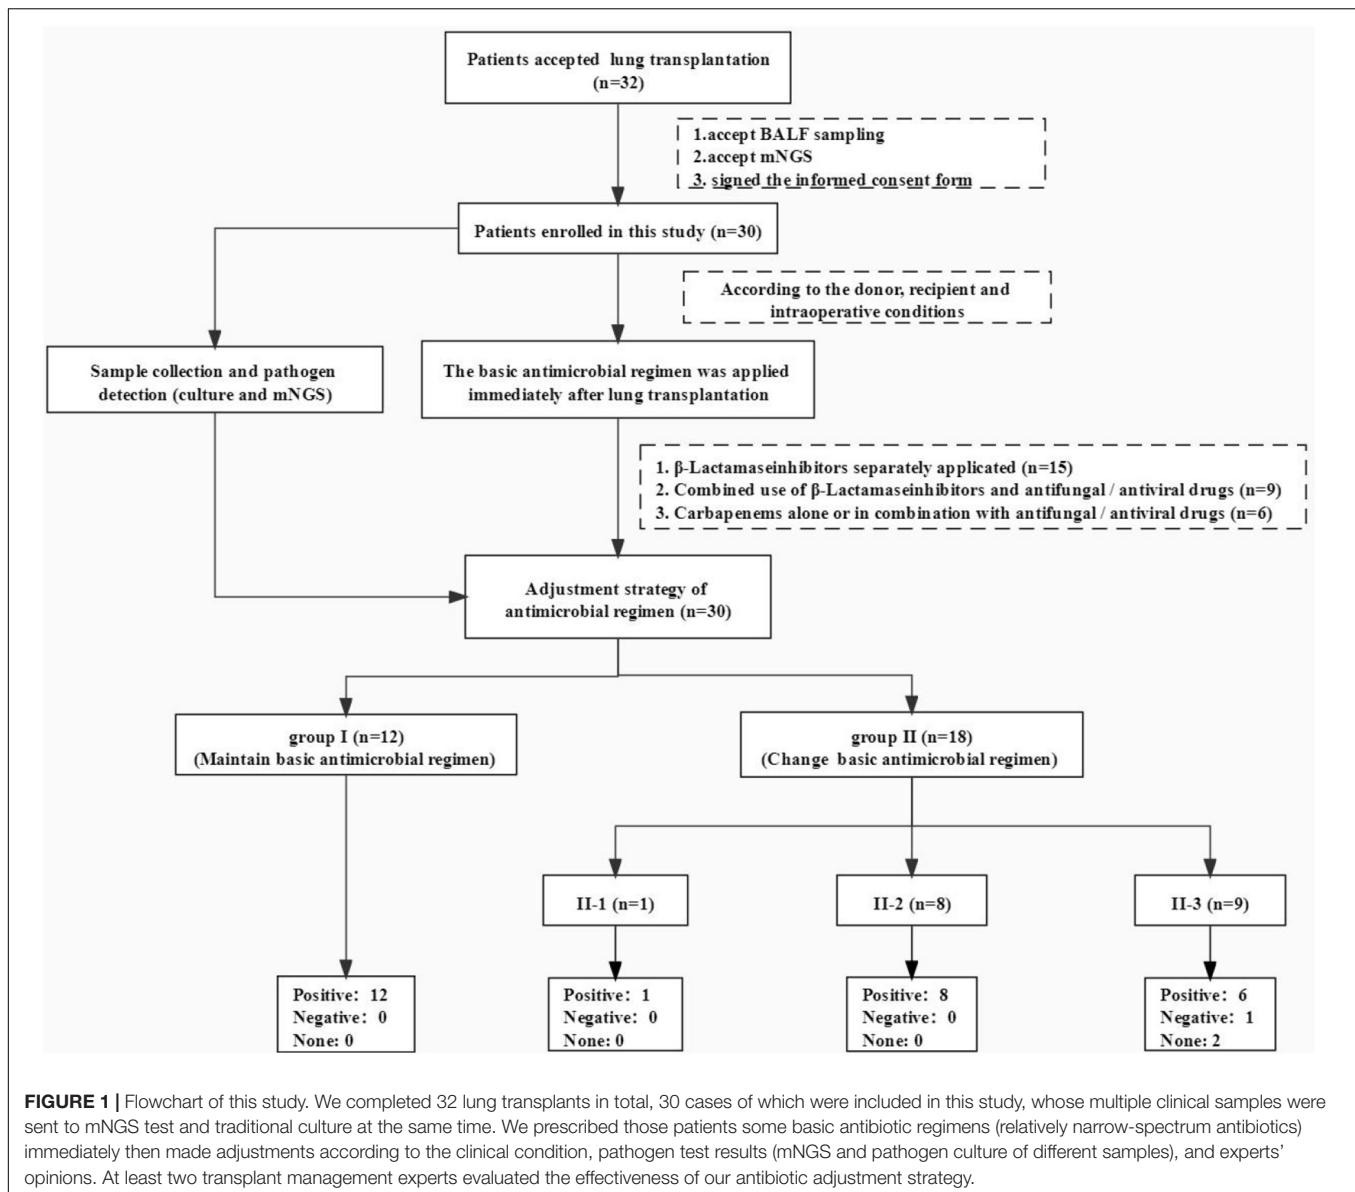 Patients accepted lung transplantation
(n=32)
1.accept BALF sampling
2.accept mNGS
3. signed the informed consent form
Patients enrolled in this study (n=30)
According to the donor, recipient and
intraoperative conditions
Sample collection and pathogen
detection (culture and mNGS)
The basic antimicrobial regimen was applied
immediately after lung transplantation
1. β-Lactamaseinhibitors separately applicated (n=15)
2. Combined use of β-Lactamaseinhibitors and antifungal / antiviral drugs (n=9)
3. Carbapenems alone or in combination with antifungal / antiviral drugs (n=6)
Adjustment strategy of
antimicrobial regimen (n=30)
group I (n=12)
(Maintain basic antimicrobial regimen)
group II (n=18)
(Change basic antimicrobial regimen)
II-1 (n=1)
II-2 (n=8)
II-3 (n=9)
Positive: 12
Negative: 0
None: 0
Positive: 1
Negative: 0
None: 0
Positive: 8
Negative: 0
None: 0
Positive: 6
Negative: 1
None: 2
FIGURE 1 | Flowchart of this study. We completed 32 lung transplants in total, 30 cases of which were included in this study, whose multiple clinical samples were
sent to mNGS test and traditional culture at the same time. We prescribed those patients some basic antibiotic regimens (relatively narrow-spectrum antibiotics)
immediately then made adjustments according to the clinical condition, pathogen test results (mNGS and pathogen culture of different samples), and experts'
opinions. At least two transplant management experts evaluated the effectiveness of our antibiotic adjustment strategy.